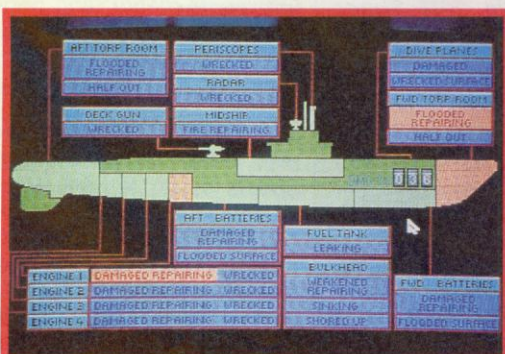 AFT TORP ROOM
FLOODED
REPAIRING
HALF OUT
PERISCOPES
WRECKED
RADAR
WRECKED
DIVE PLANES
DAMAGED
WRECKED SURFACE
FWD TORP ROOM
FLOODED
REPAIRING
HALF OUT
DECK GUN
WRECKED
MIDSHIP
FIRE REPAIRING
AFT BATTERIES
DAMAGED
REPAIRING
FLOODED SURFACE
FUEL TANK
LEAKING
BULKHEAD
WEAKENED
REPAIRING
SINKING
SHORED UP
FWD BATTERIES
DAMAGED
REPAIRING
FLOODED SURFACE
ENGINE 1 DAMAGED REPAIRING WRECKED
ENGINE 2 DAMAGED REPAIRING WRECKED
ENGINE 3 DAMAGED REPAIRING WRECKED
ENGINE 4 DAMAGED REPAIRING WRECKED